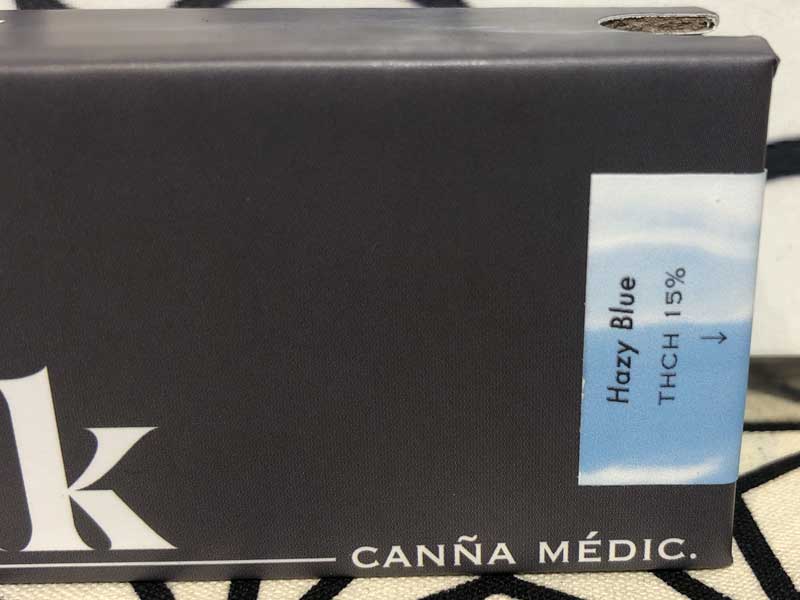 Hazy Blue
THCH 15%
↓
k
CANÑA MÉDIC.